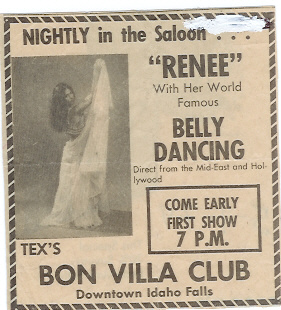 NIGHTLY in the Saloon . . .
"RENEE"
With Her World
Famous
BELLY
DANCING
Direct from the Mid-East and Hol-
lywood
COME EARLY
FIRST SHOW
7 P.M.
TEX'S
BON VILLA CLUB
Downtown Idaho Falls